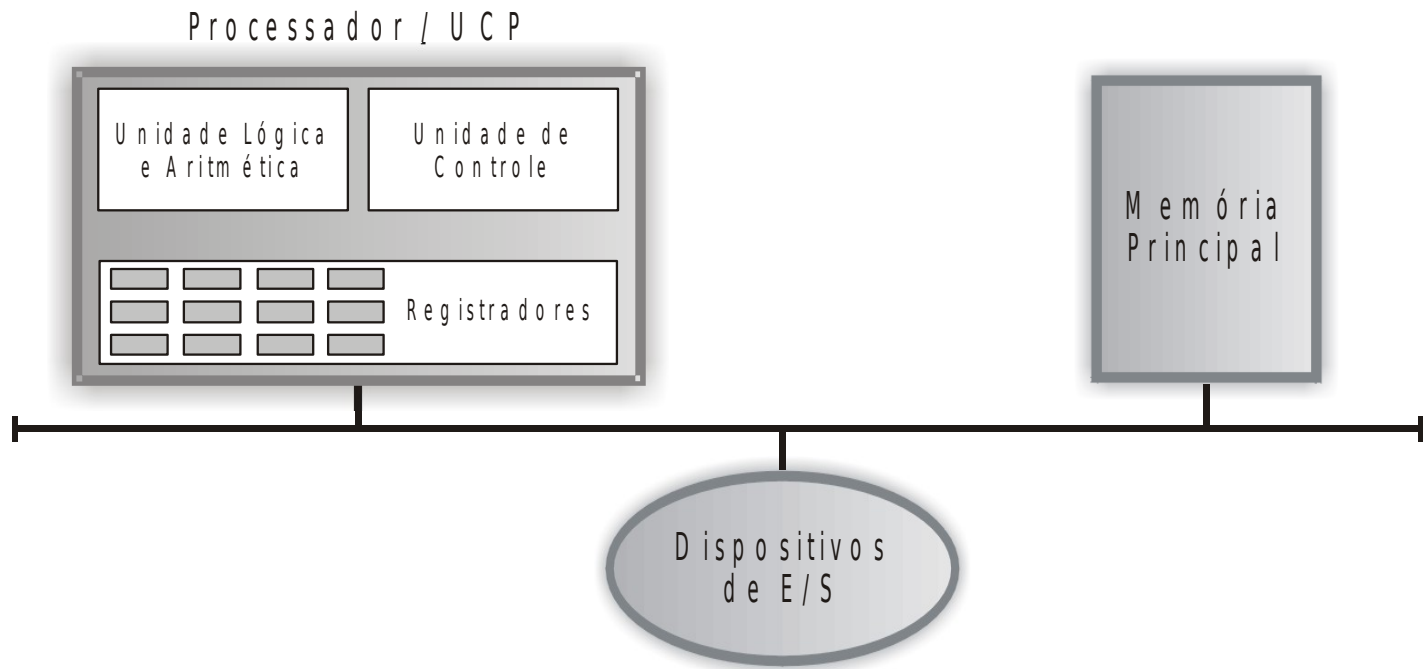 Processador / UCP
Unidade Lógica
e Aritmética
Unidade de
Controle
Registradores
Memória
Principal
Dispositivos
de E/S